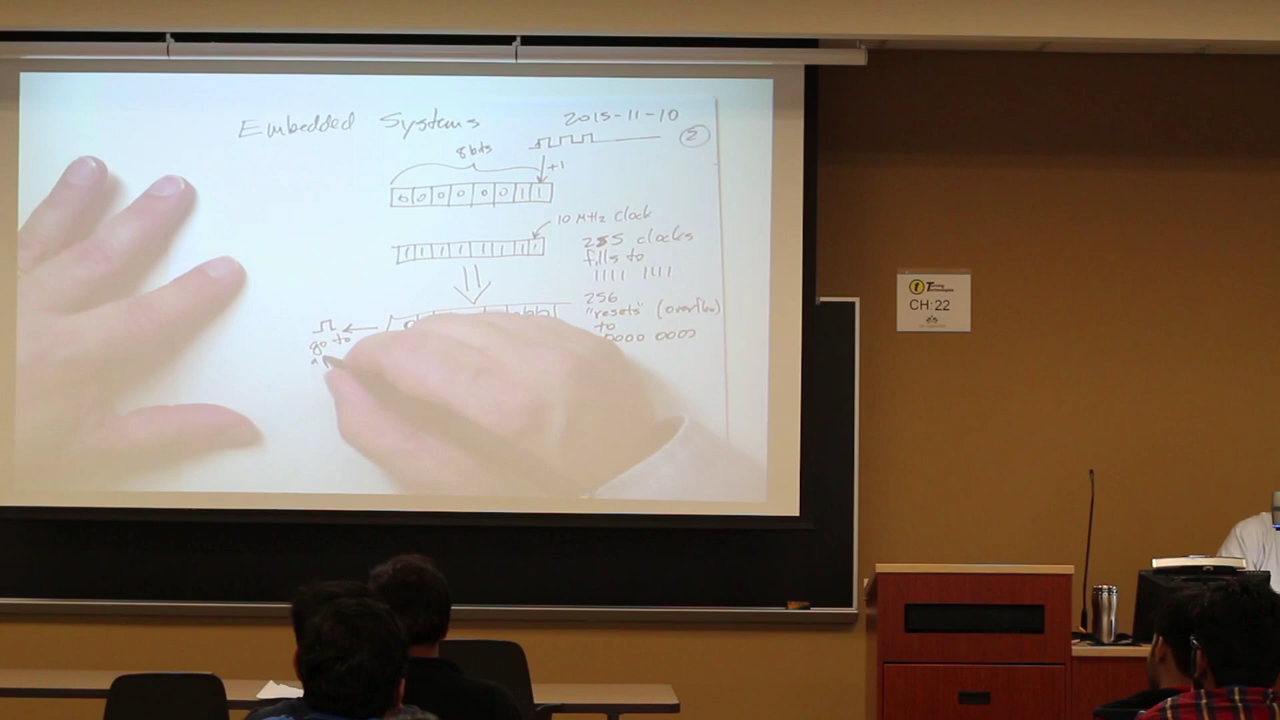 Embedded Systems
2015-11-10
2
8 bits
+1
0 0 0 0 0 0 1 1
10 MHz clock
1 1 1 1 1 1 1 1
255 clocks
fills to
1111 1111
256
"resets" (overflow)
to
0000 0000
go to
Turning
Technologies
CH: 22